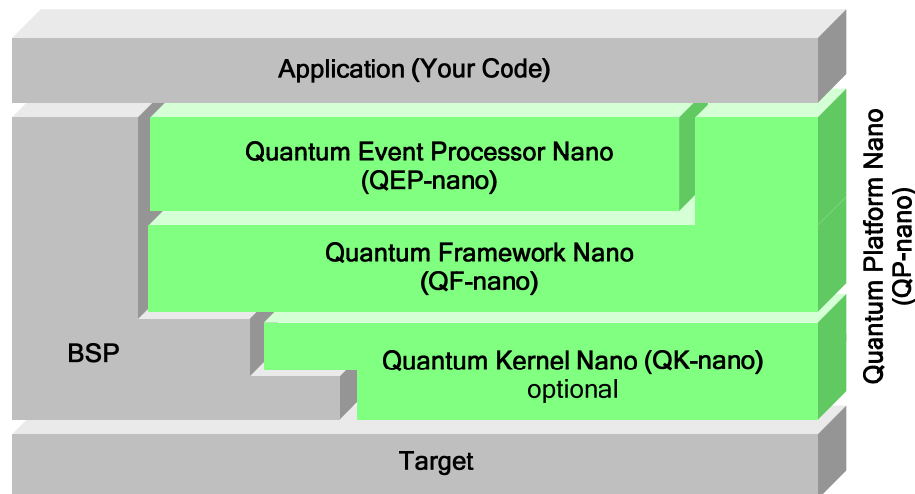 Application (Your Code)
Quantum Event Processor Nano
(QEP-nano)
Quantum Framework Nano
(QF-nano)
BSP
Quantum Kernel Nano (QK-nano)
optional
Target
Quantum Platform Nano
(QP-nano)